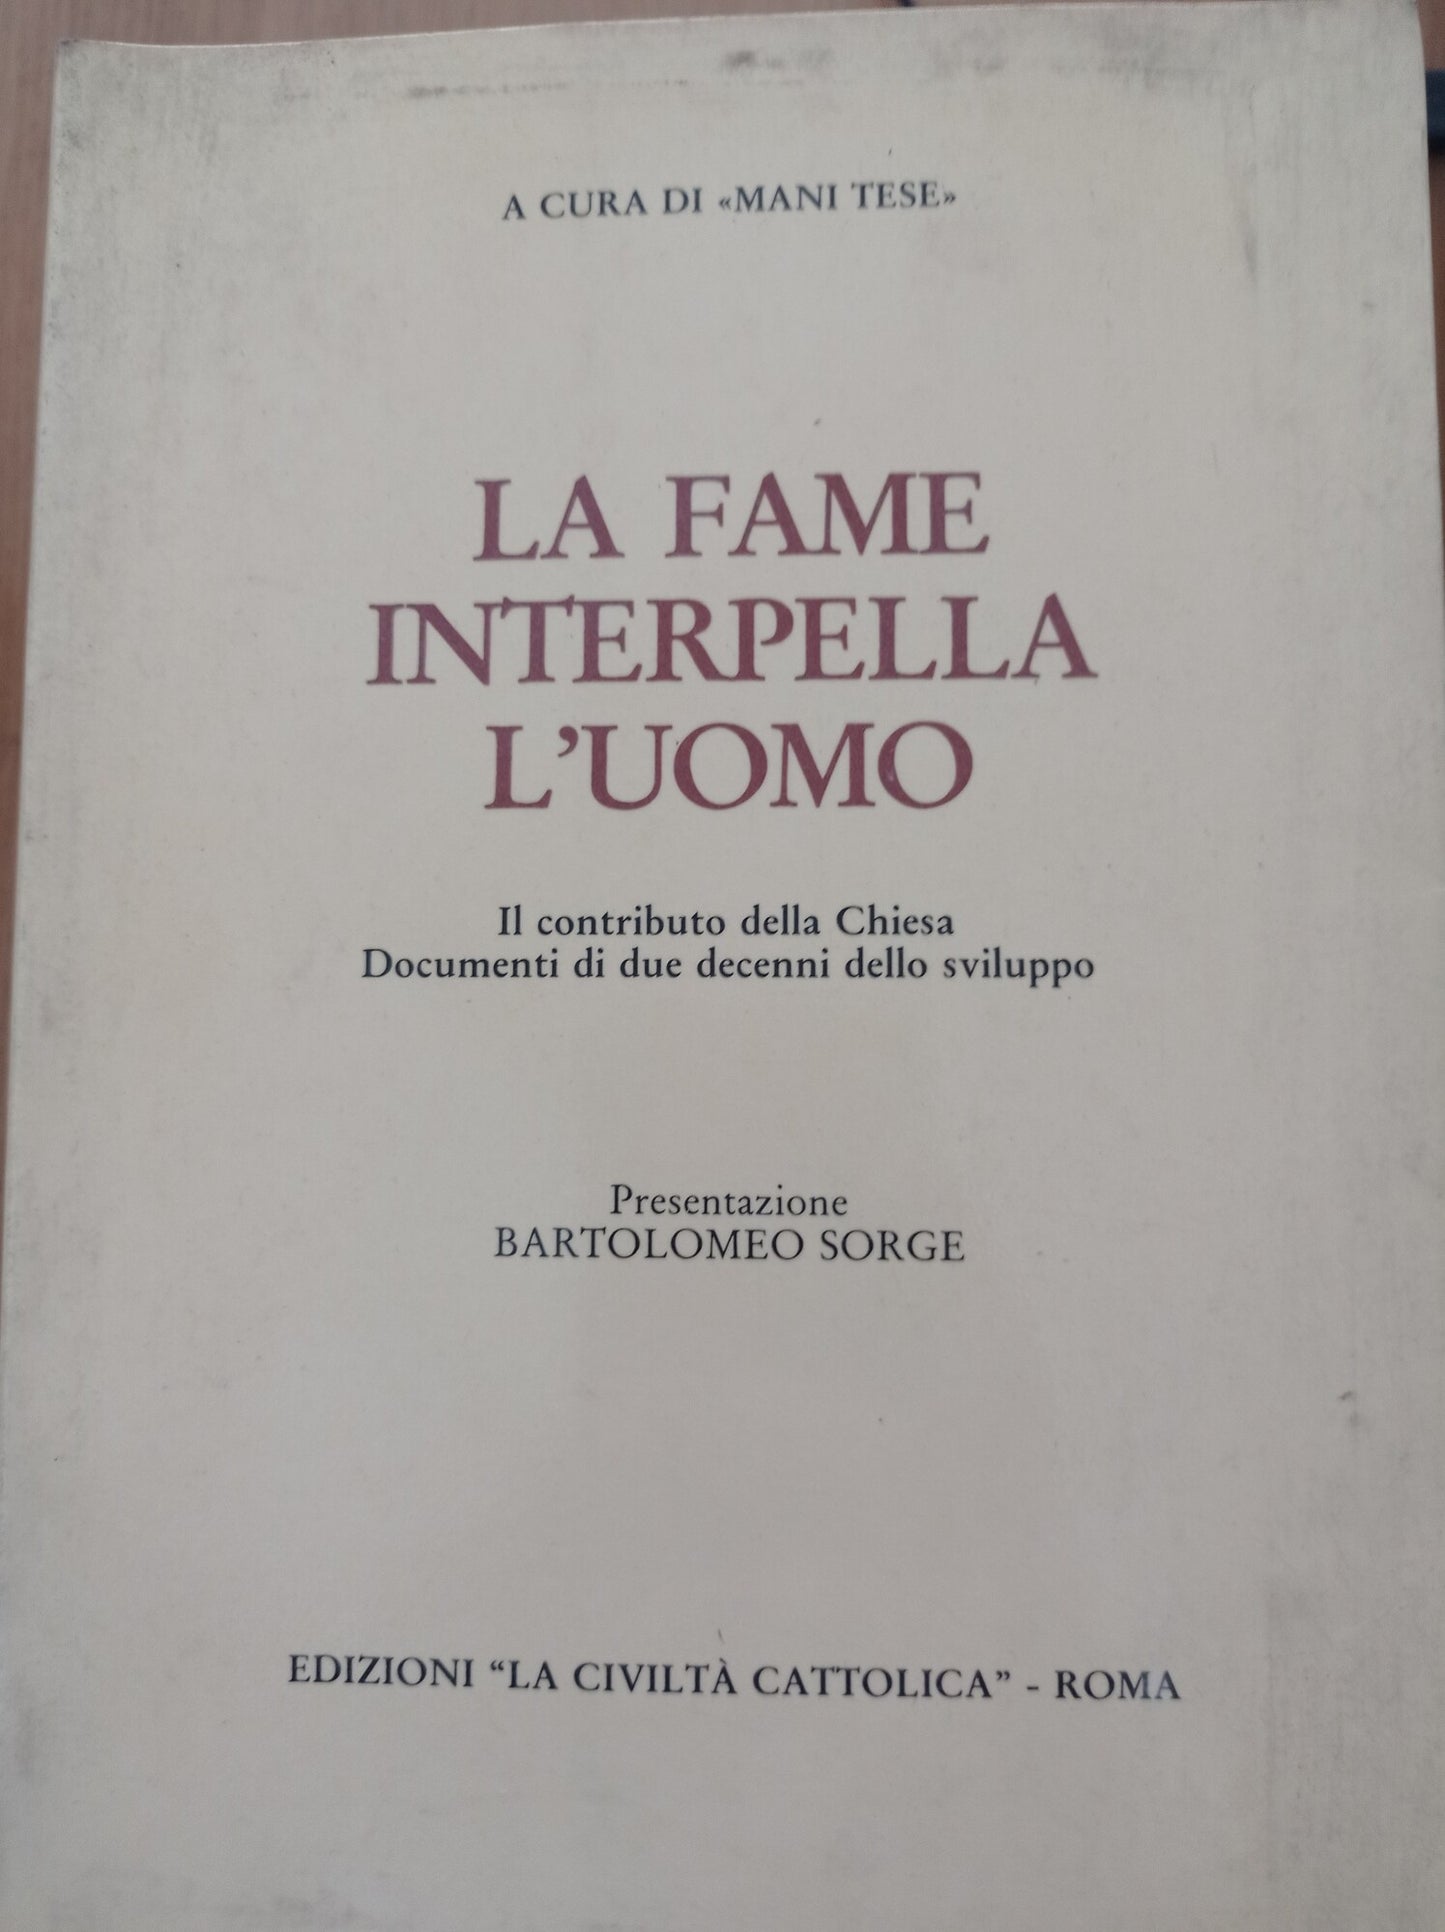 A CURA DI «MANI TESE»
LA FAME
INTERPELLA
L'UOMO
Il contributo della Chiesa
Documenti di due decenni dello sviluppo
Presentazione
BARTOLOMEO SORGE
EDIZIONI “LA CIVILTÀ CATTOLICA” - ROMA